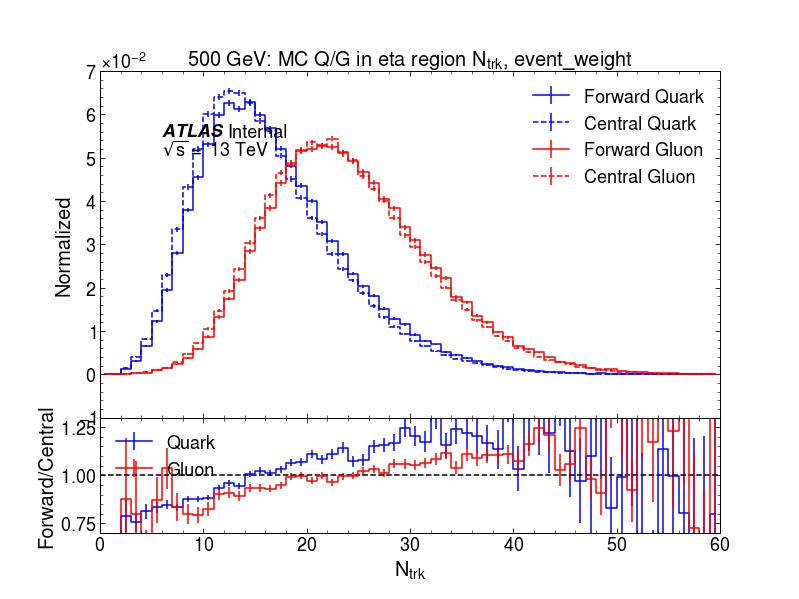 ×10⁻²
500 GeV: MC Q/G in eta region N_trk, event_weight
7
6
5
4
3
2
1
0
1
Normalized
ATLAS Internal
√s = 13 TeV
Forward Quark
Central Quark
Forward Gluon
Central Gluon
1.25
1.00
0.75
Forward/Central
Quark
Gluon
0 10 20 30 40 50 60
N_trk